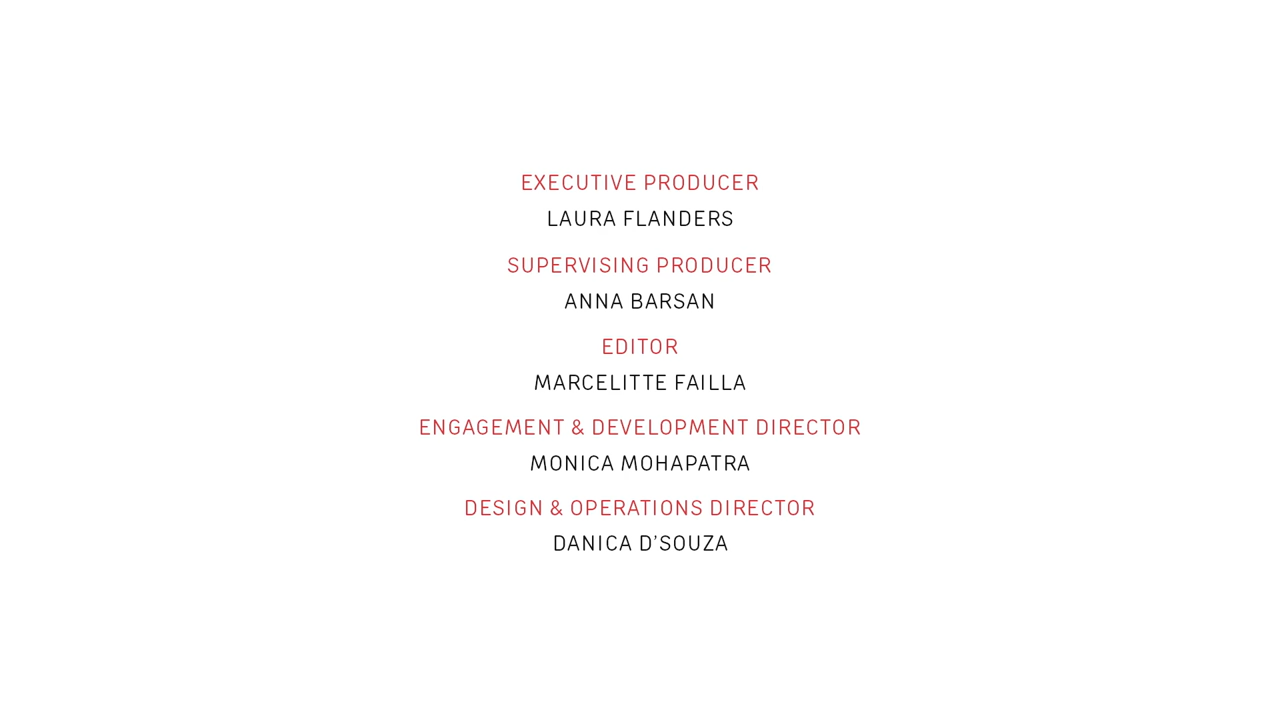 EXECUTIVE PRODUCER
LAURA FLANDERS
SUPERVISING PRODUCER
ANNA BARSAN
EDITOR
MARCELITTE FAILLA
ENGAGEMENT & DEVELOPMENT DIRECTOR
MONICA MOHAPATRA
DESIGN & OPERATIONS DIRECTOR
DANICA D’SOUZA